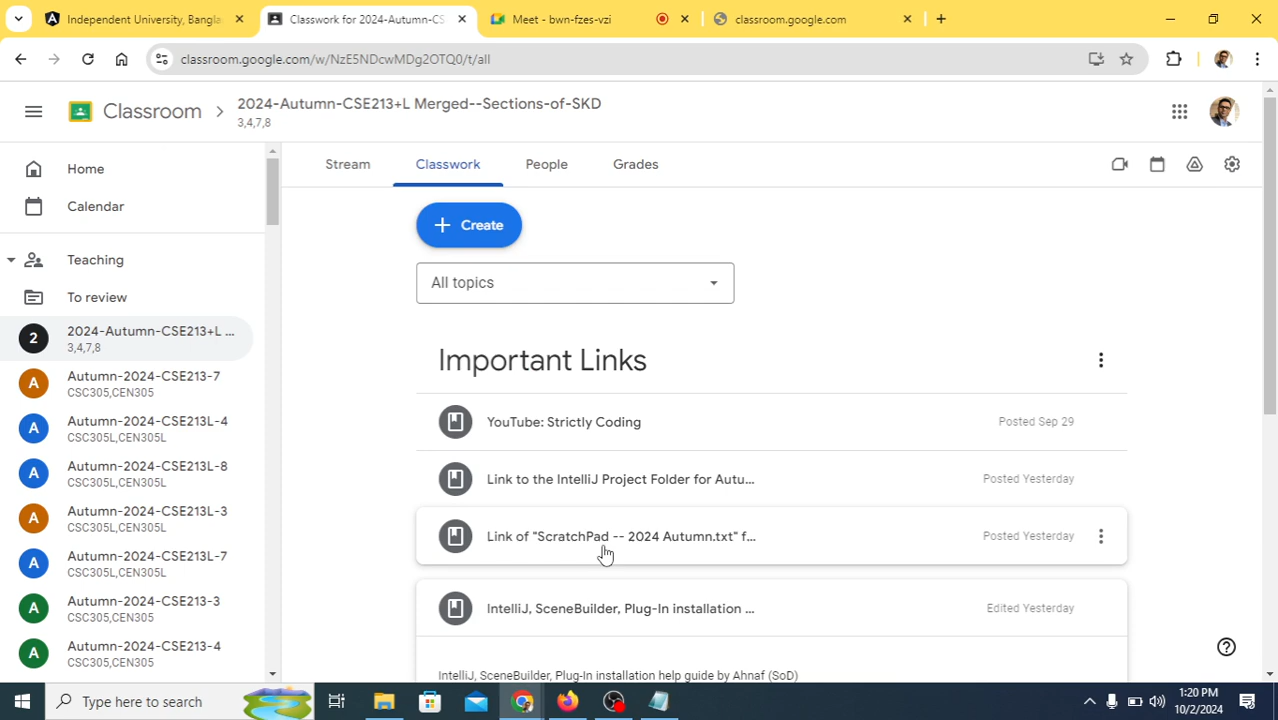 Independent University, Bangla
Classwork for 2024-Autumn-CS
Meet - bwn-fzes-vzi
classroom.google.com
classroom.google.com/w/NzE5NDcwMDg2OTQ0/t/all
Classroom
2024-Autumn-CSE213+L Merged--Sections-of-SKD
3,4,7,8
Home
Calendar
Teaching
To review
2
2024-Autumn-CSE213+L ...
3,4,7,8
A
Autumn-2024-CSE213-7
CSC305,CEN305
A
Autumn-2024-CSE213L-4
CSC305L,CEN305L
A
Autumn-2024-CSE213L-8
CSC305L,CEN305L
A
Autumn-2024-CSE213L-3
CSC305L,CEN305L
A
Autumn-2024-CSE213L-7
CSC305L,CEN305L
A
Autumn-2024-CSE213-3
CSC305,CEN305
A
Autumn-2024-CSE213-4
CSC305,CEN305
Stream Classwork People Grades
Create
All topics
Important Links
YouTube: Strictly Coding Posted Sep 29
Link to the IntelliJ Project Folder for Autu... Posted Yesterday
Link of "ScratchPad -- 2024 Autumn.txt" f... Posted Yesterday
IntelliJ, SceneBuilder, Plug-In installation ... Edited Yesterday
IntelliJ, SceneBuilder, Plug-In installation help guide by Ahnaf (SoD)
Type here to search
1:20 PM
10/2/2024